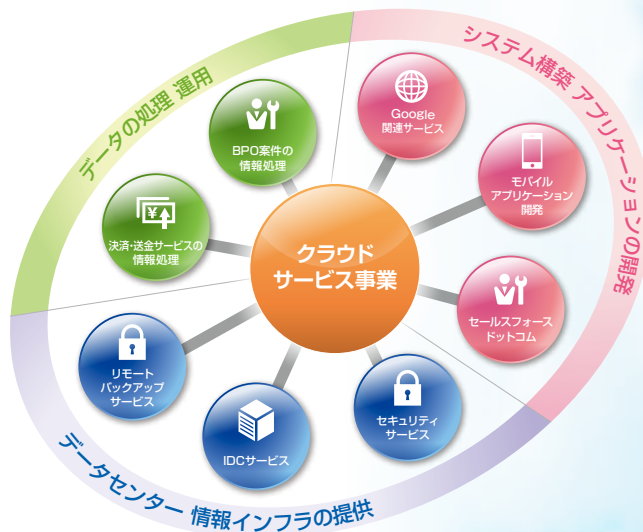 データの処理 運用
システム構築 アプリケーションの開発
BPO案件の
情報処理
Google
関連サービス
モバイル
アプリケーション
開発
決済・送金サービスの
情報処理
クラウド
サービス事業
セールスフース
ドットコム
リモート
バックアップ
サービス
IDCサービス
セキュリティ
サービス
データセンター 情報インフラの提供